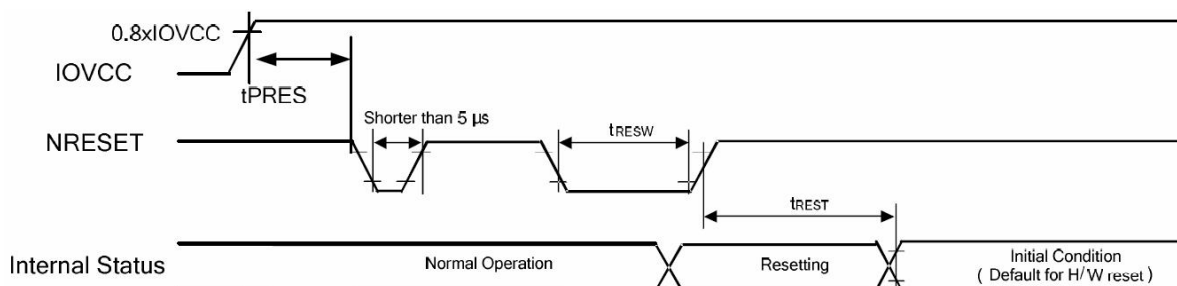 0.8xIOVCC
IOVCC
tPRES
Shorter than 5 µs
NRESET
tRESW
tREST
Internal Status
Normal Operation
Resetting
Initial Condition
( Default for H/W reset )